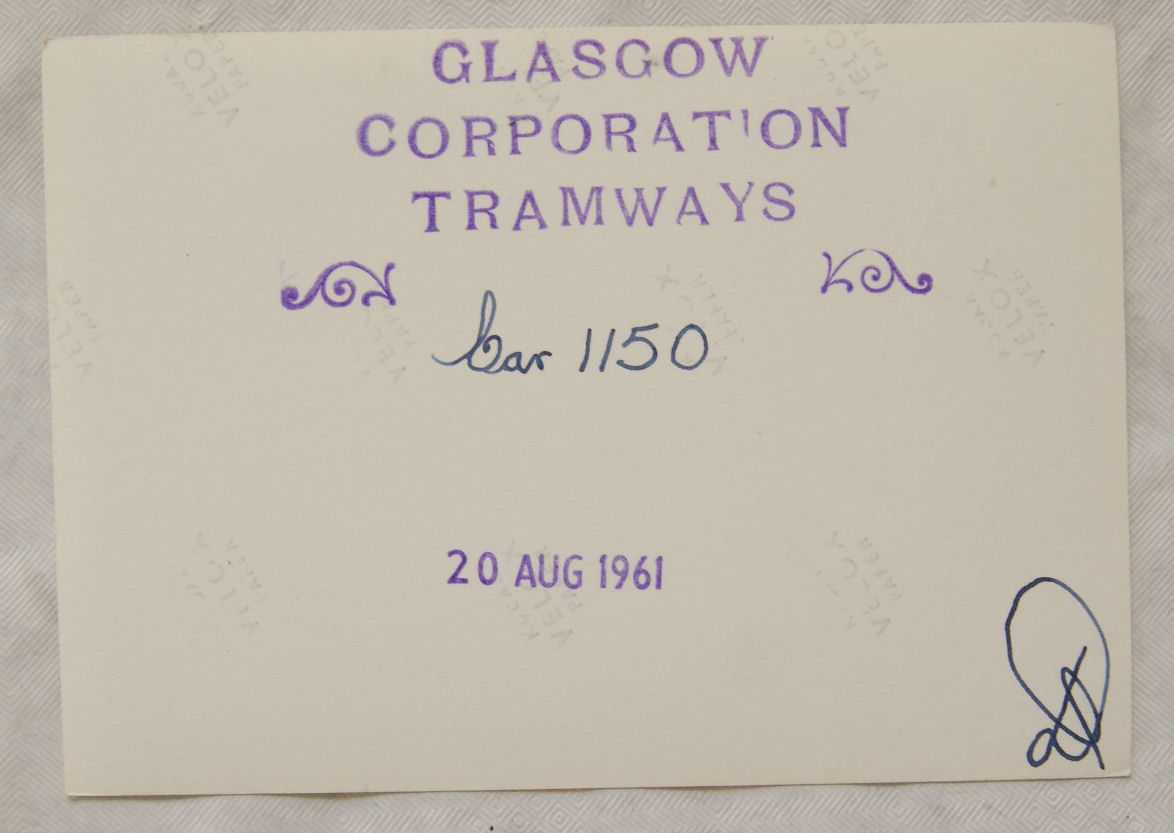 GLASGOW
CORPORATION
TRAMWAYS
Car 1150
20 AUG 1961